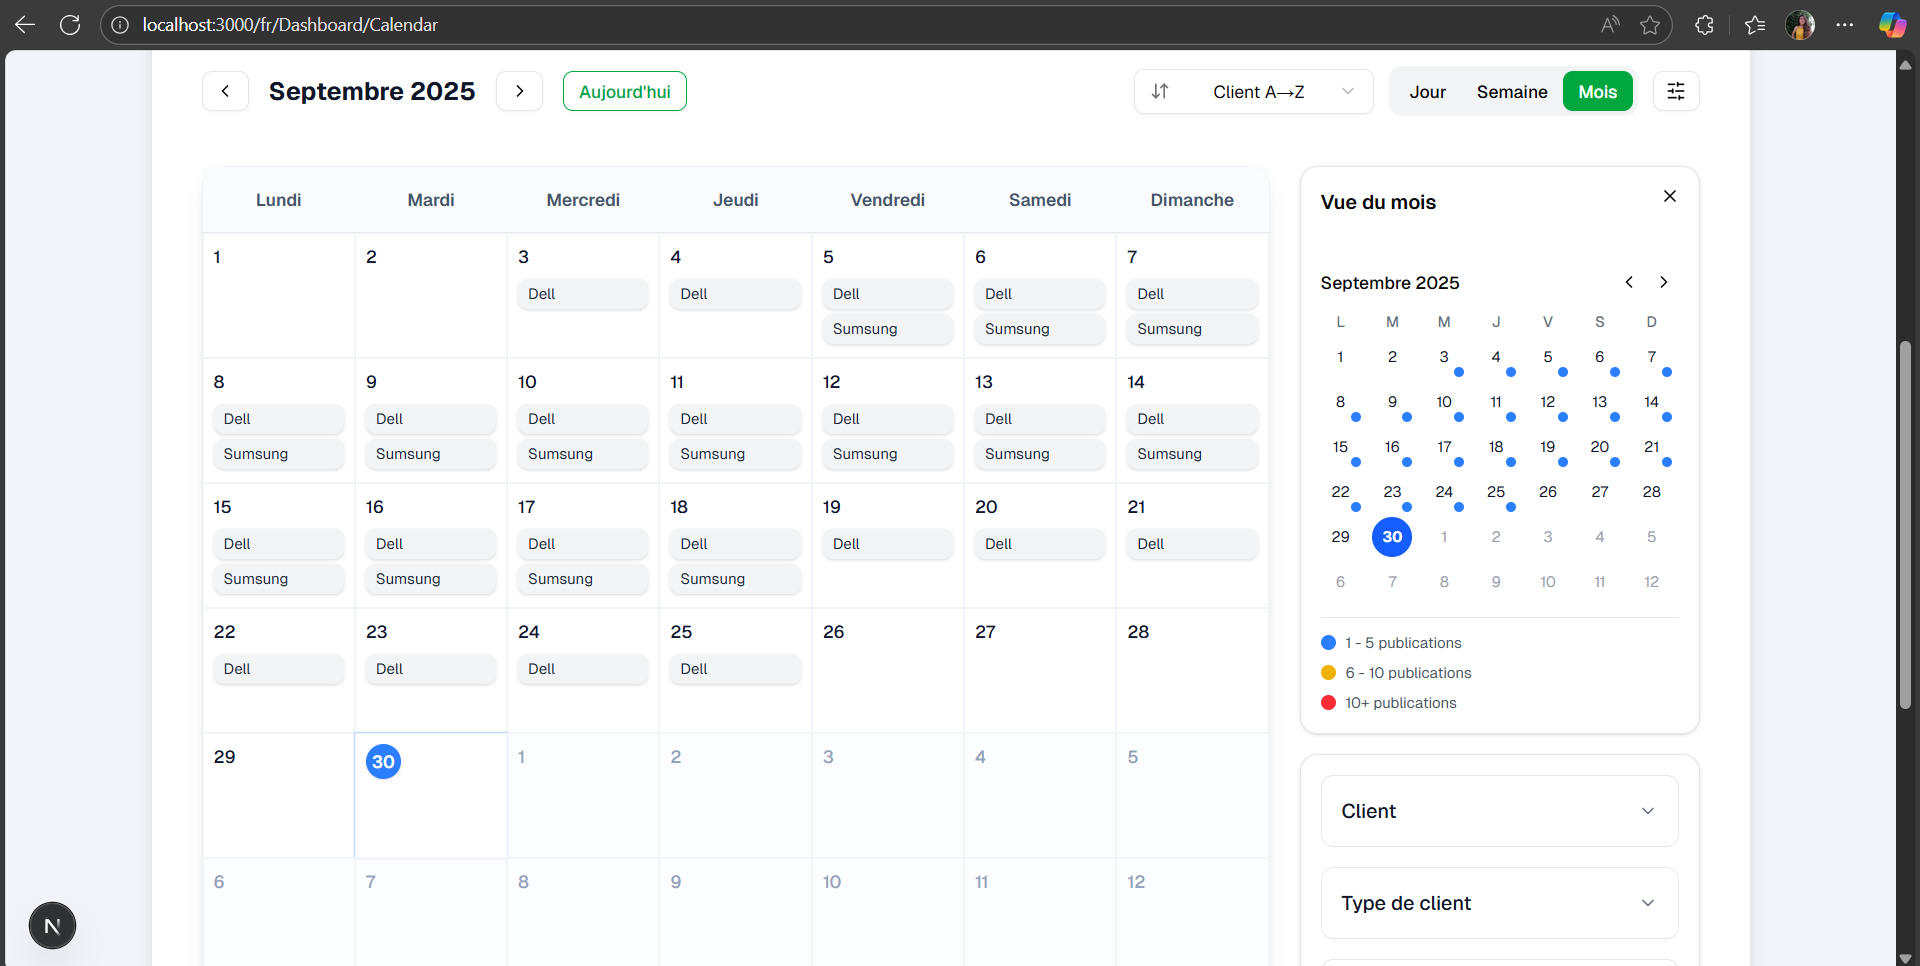 localhost:3000/fr/Dashboard/Calendar
Septembre 2025
Aujourd'hui
Client A→Z
Jour Semaine Mois
Lundi Mardi Mercredi Jeudi Vendredi Samedi Dimanche
1 2 3 4 5 6 7
Dell Dell Dell Dell Dell
Sumsung Sumsung Sumsung
8 9 10 11 12 13 14
Dell Dell Dell Dell Dell Dell Dell
Sumsung Sumsung Sumsung Sumsung Sumsung Sumsung Sumsung
15 16 17 18 19 20 21
Dell Dell Dell Dell Dell Dell Dell
Sumsung Sumsung Sumsung Sumsung
22 23 24 25 26 27 28
Dell Dell Dell Dell
29 30 1 2 3 4 5
6 7 8 9 10 11 12
Vue du mois
Septembre 2025
L M M J V S D
1 2 3 4 5 6 7
8 9 10 11 12 13 14
15 16 17 18 19 20 21
22 23 24 25 26 27 28
29 30 1 2 3 4 5
6 7 8 9 10 11 12
1 - 5 publications
6 - 10 publications
10+ publications
Client
Type de client
N